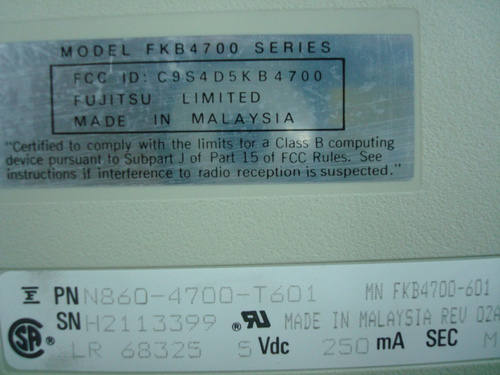 MODEL FKB4700 SERIES
FCC ID: C9S4D5KB4700
FUJITSU LIMITED
MADE IN MALAYSIA
"Certified to comply with the limits for a Class B computing
device pursuant to Subpart J of Part 15 of FCC Rules. See
instructions if interference to radio reception is suspected."
PN N860-4700-T601 MN FKB4700-601
SN H2113399 MADE IN MALAYSIA REV 02A
LR 68325 5 Vdc 250 mA SEC M